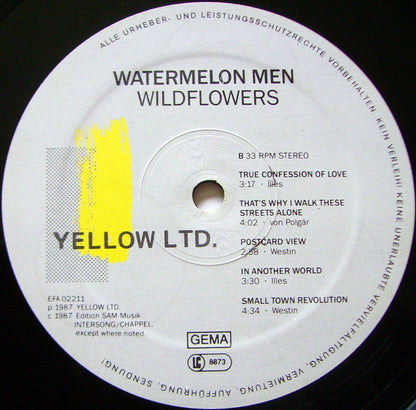 ALLE URHEBER- UND LEISTUNGSSCHUTZRECHTE VORBEHALTEN. KEIN VERLEIH! KEINE UNERLAUBTE VERVIELFÄLTIGUNG, VERMIETUNG, AUFFÜHRUNG, SENDUNG!
WATERMELON MEN
WILDFLOWERS
B 33 RPM STEREO
TRUE CONFESSION OF LOVE
3:17 · Illes
THAT'S WHY I WALK THESE
STREETS ALONE
4:02 · von Polgár
POSTCARD VIEW
2:38 · Westin
IN ANOTHER WORLD
3:30 · Illes
SMALL TOWN REVOLUTION
4:34 · Westin
YELLOW LTD.
EFA 02211
p 1987 YELLOW LTD.
c 1987 Edition SAM-Musik
INTERSONG/CHAPPEL.
except where noted.
GEMA
LC 8873